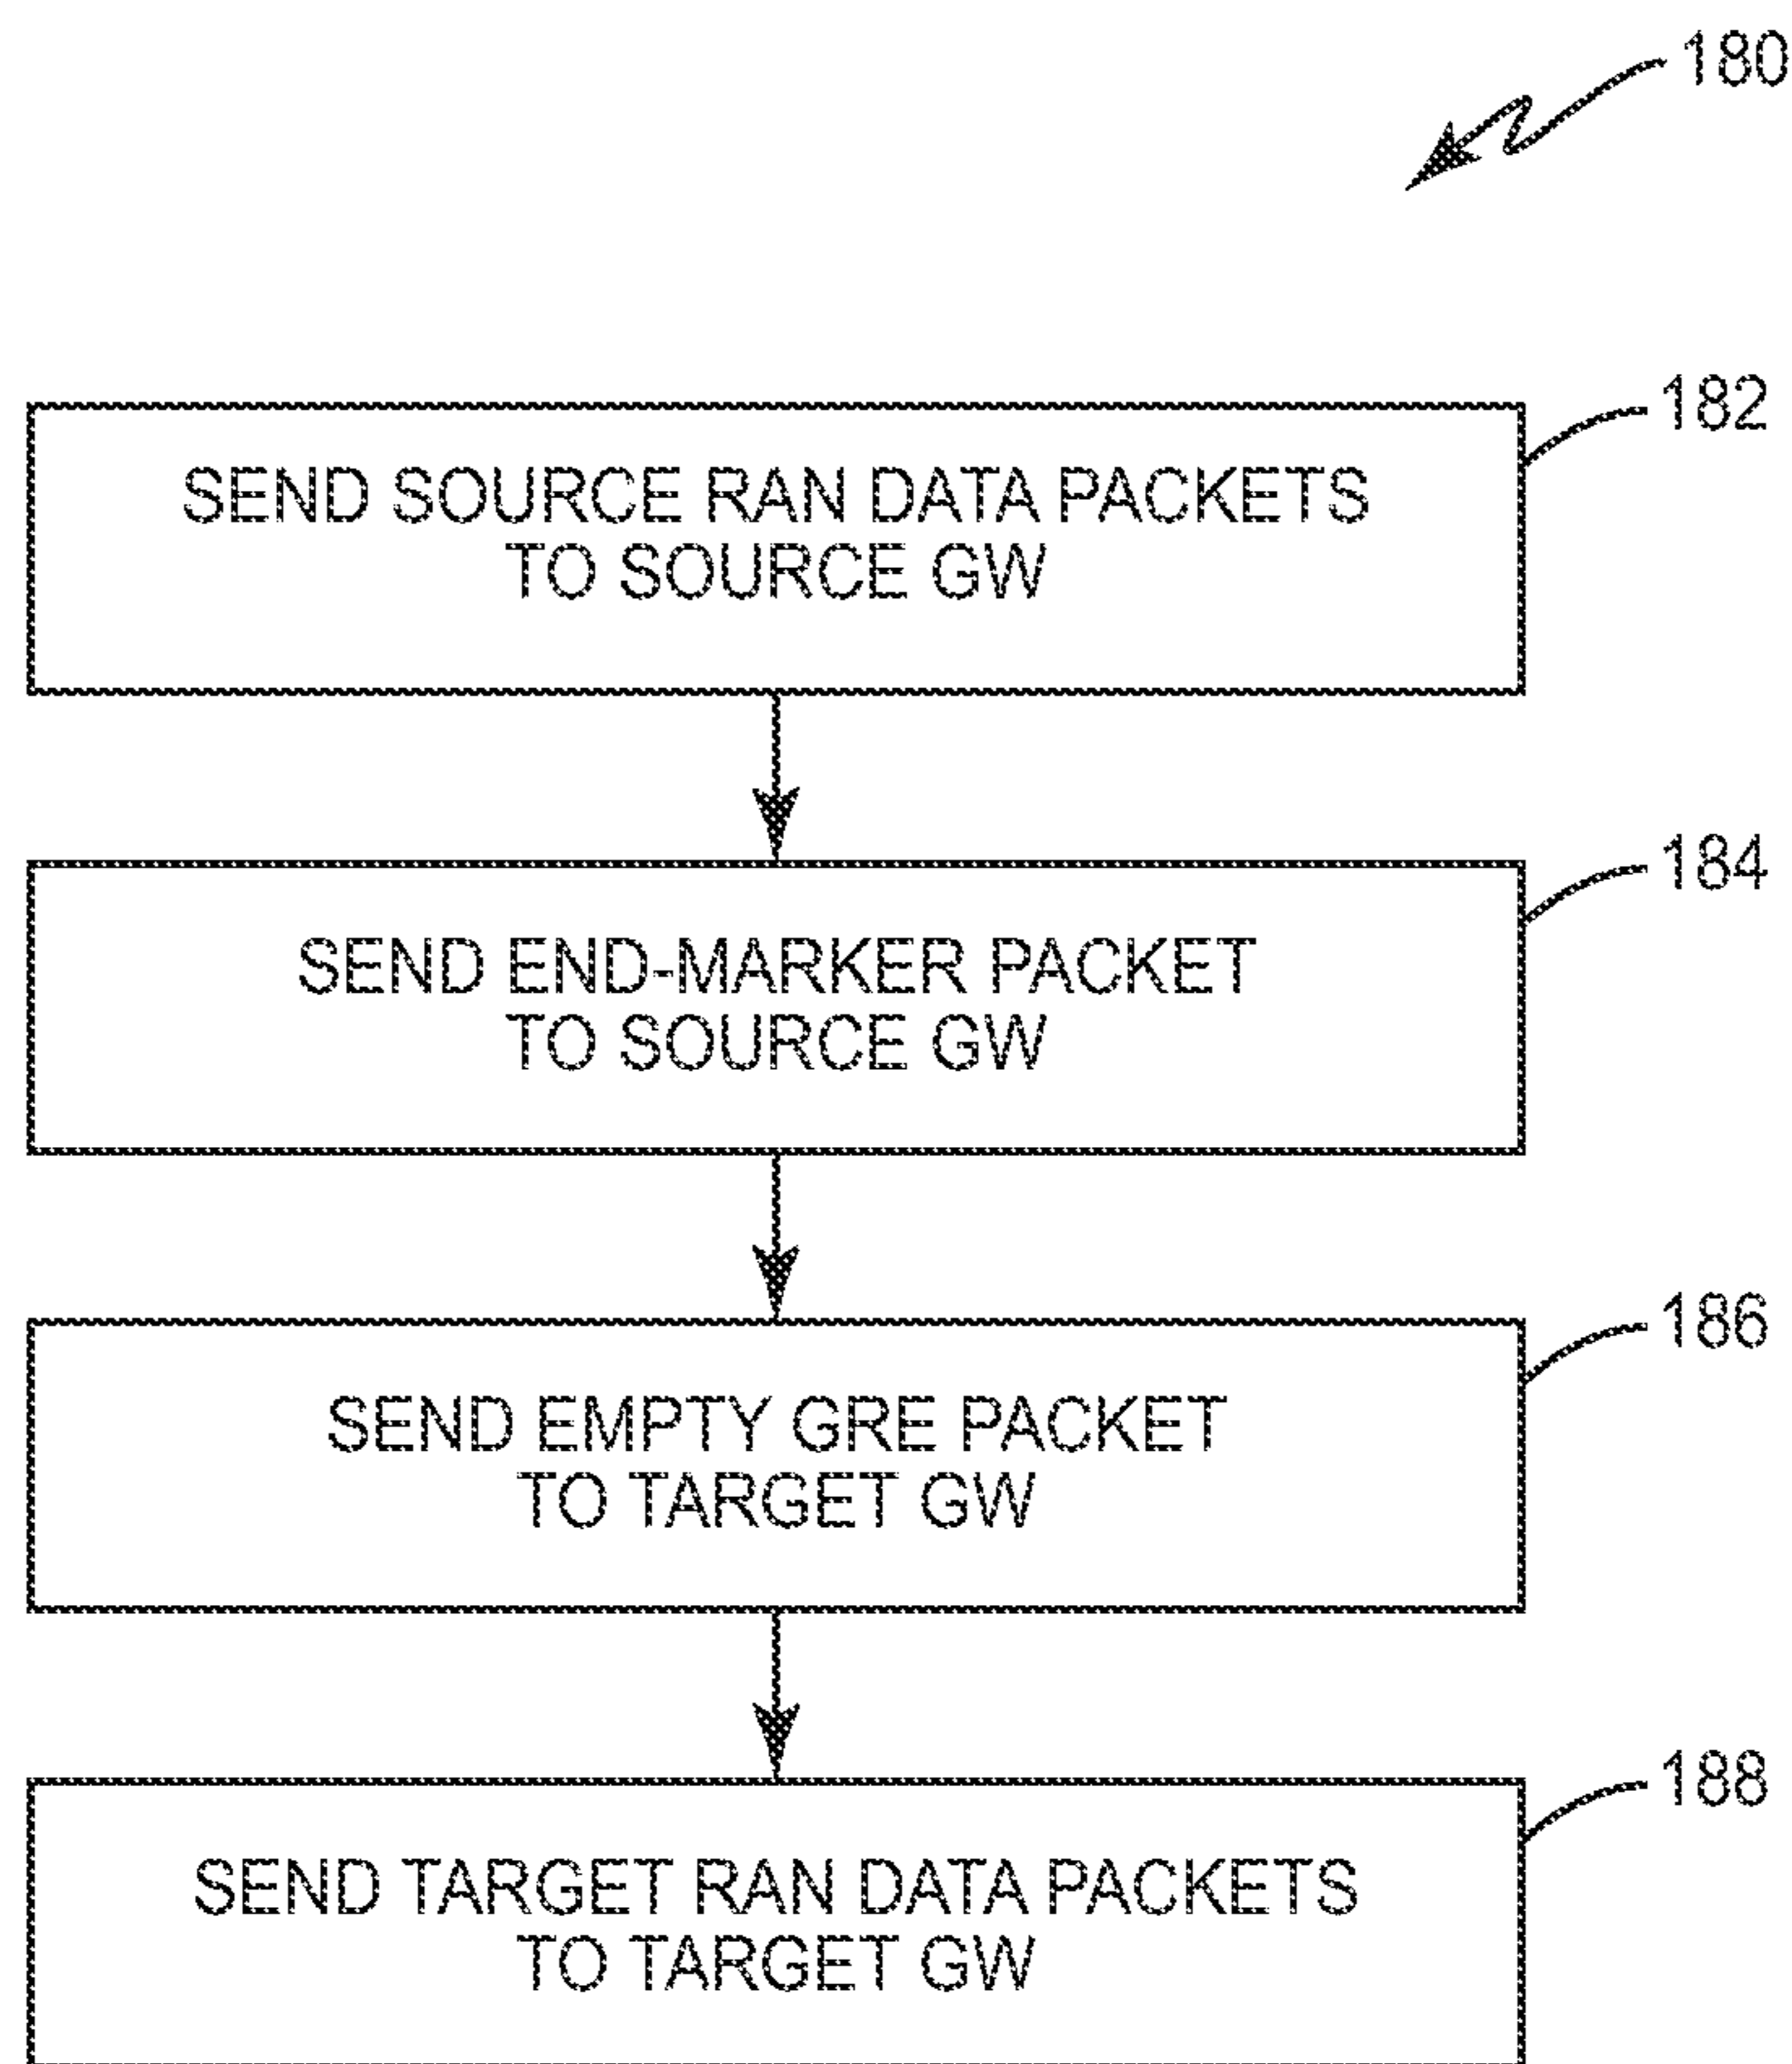 180
182
SEND SOURCE RAN DATA PACKETS
TO SOURCE GW
184
SEND END-MARKER PACKET
TO SOURCE GW
186
SEND EMPTY GRE PACKET
TO TARGET GW
188
SEND TARGET RAN DATA PACKETS
TO TARGET GW